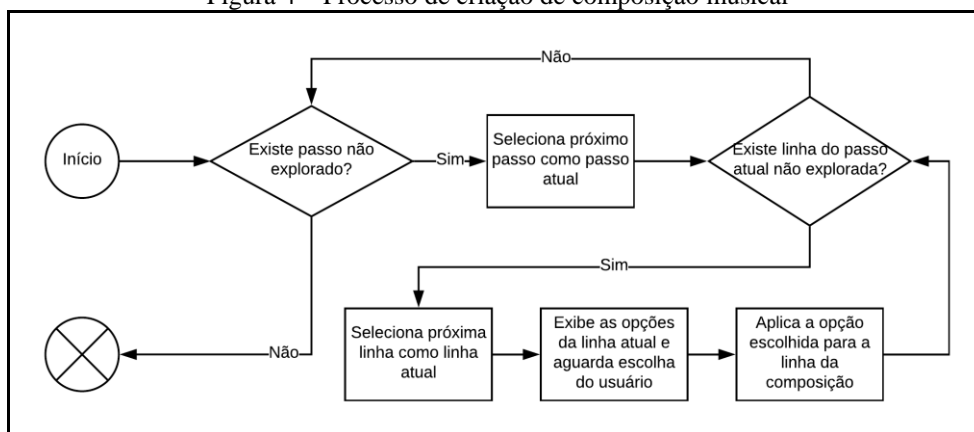 Figura 4 – Processo de criação de composição musical
Não
Início
Existe passo não
explorado?
Sim
Seleciona próximo
passo como passo
atual
Existe linha do passo
atual não explorada?
Sim
Não
Seleciona próxima
linha como linha
atual
Exibe as opções
da linha atual e
aguarda escolha
do usuário
Aplica a opção
escolhida para a
linha da
composição